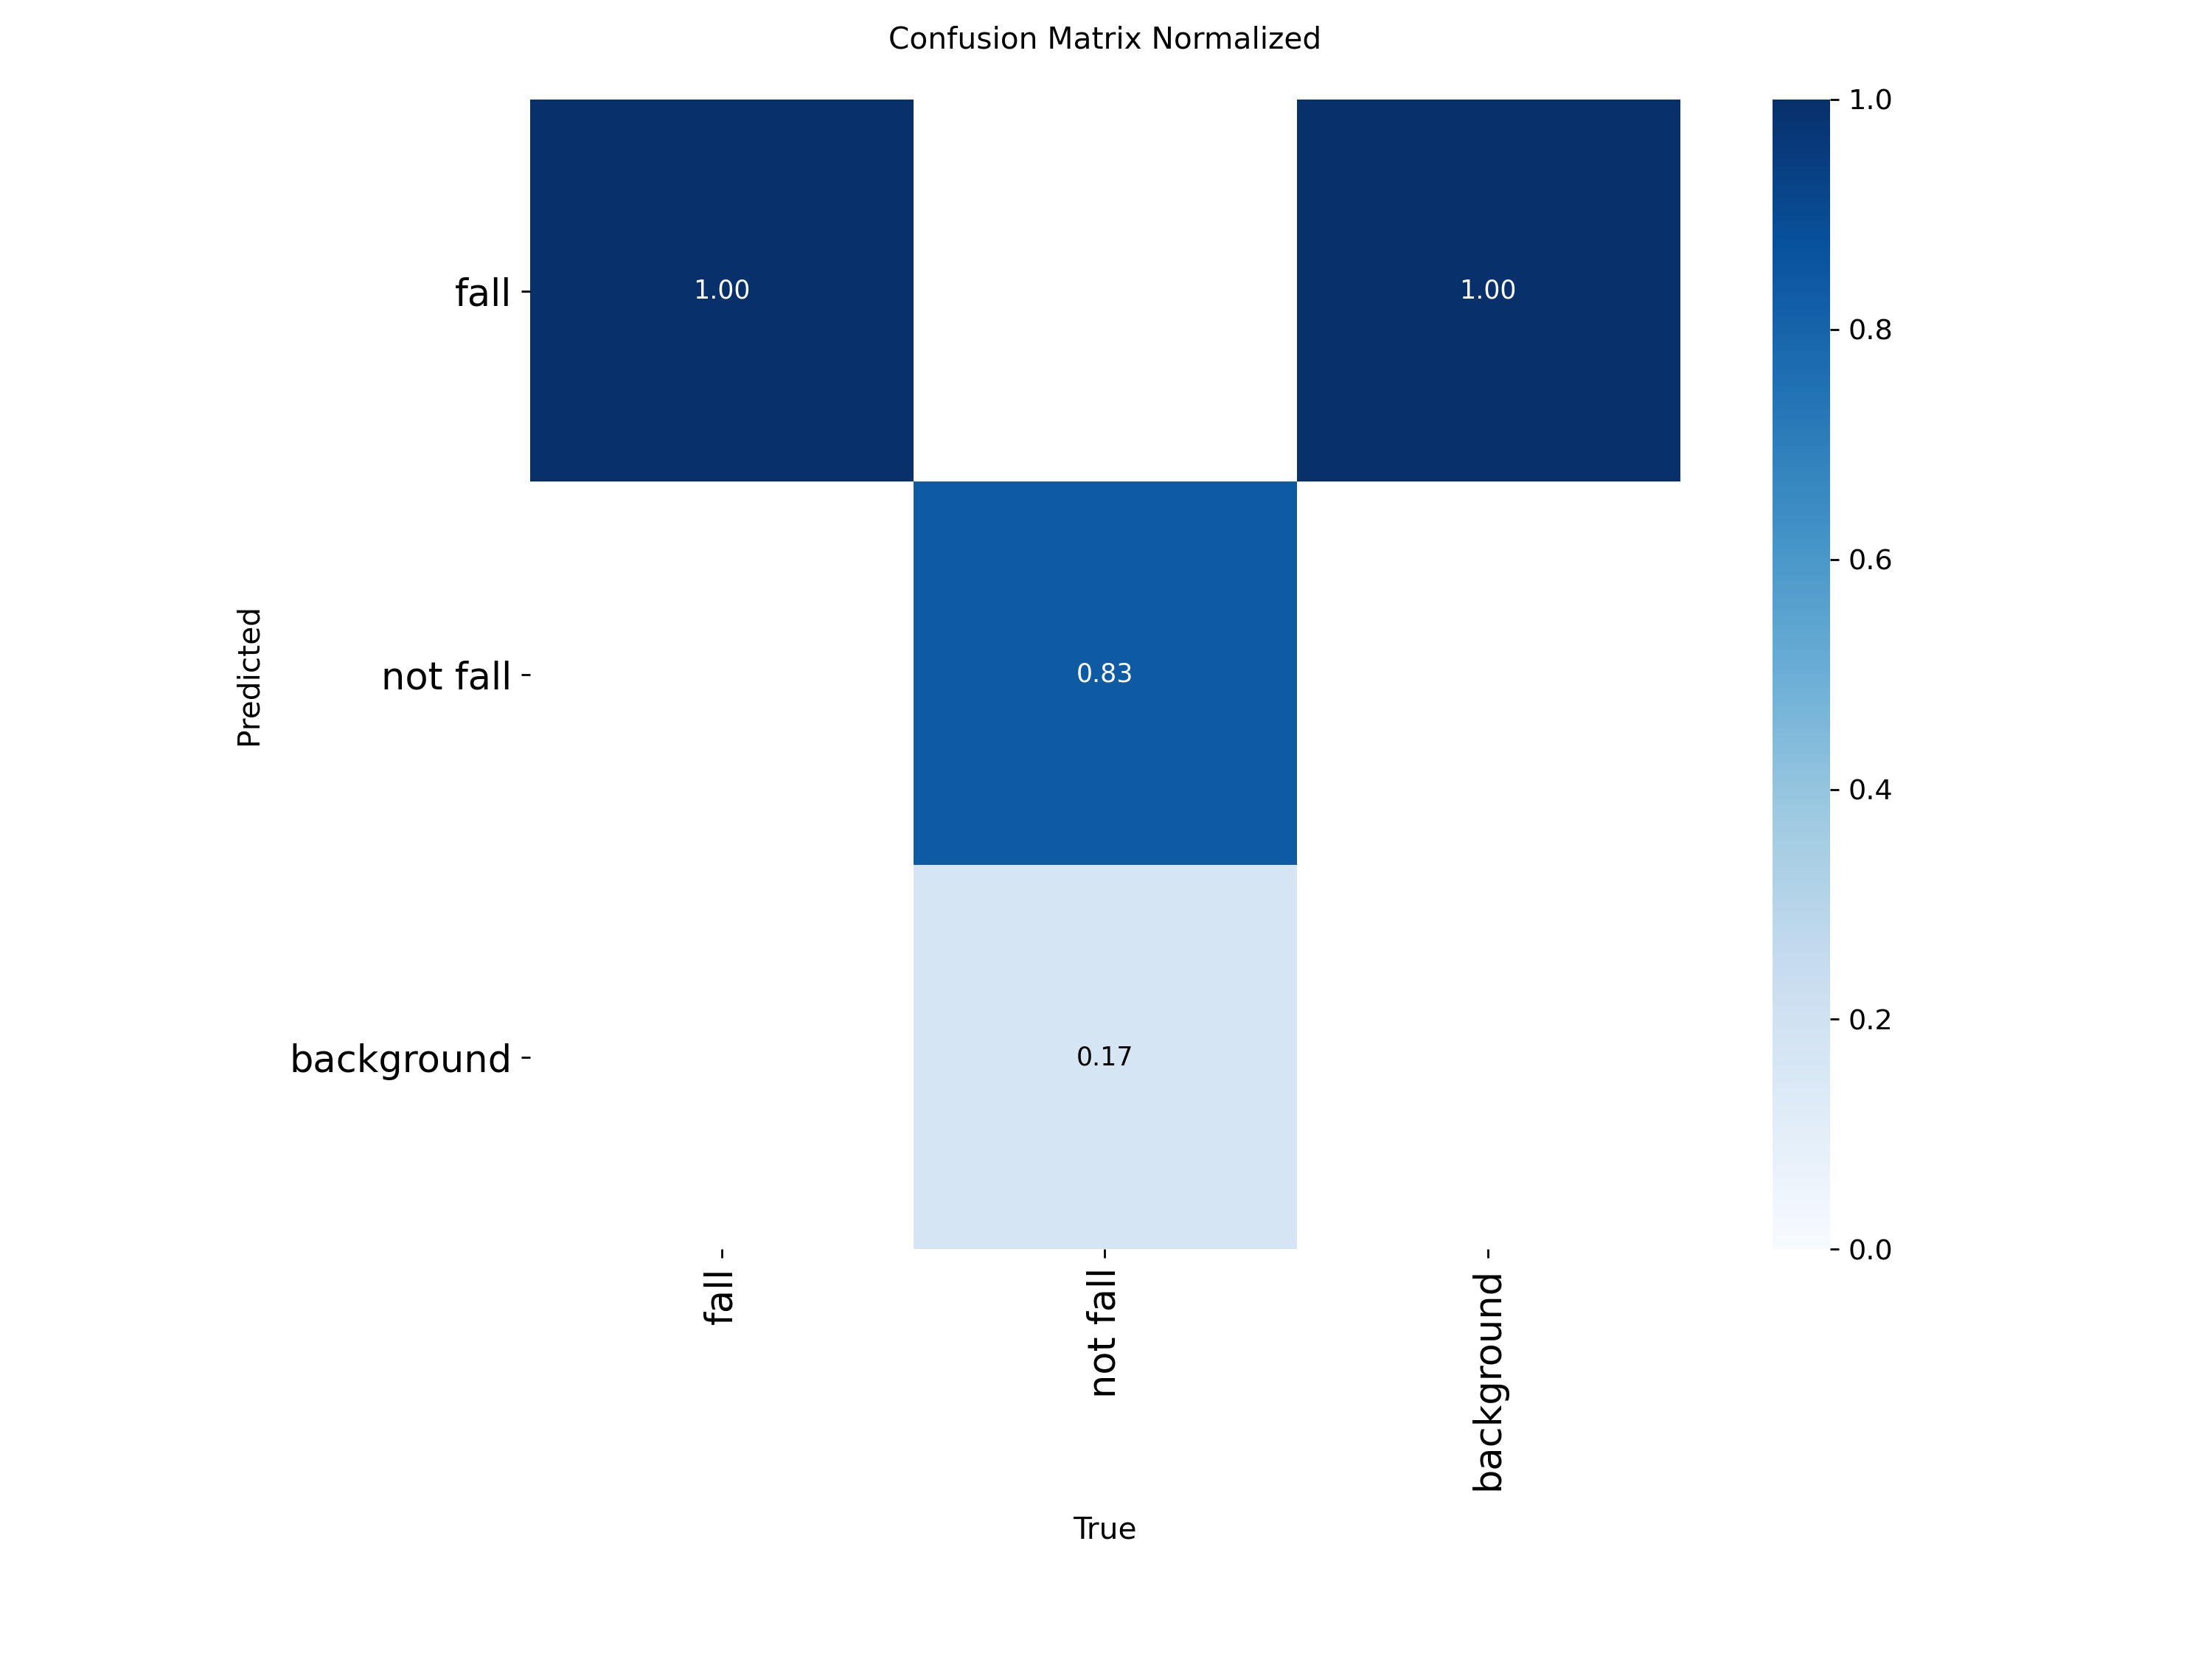 Confusion Matrix Normalized
1.0
fall
1.00
1.00
0.8
0.6
Predicted
not fall
0.83
0.4
background
0.17
0.2
0.0
fall
not fall
background
True